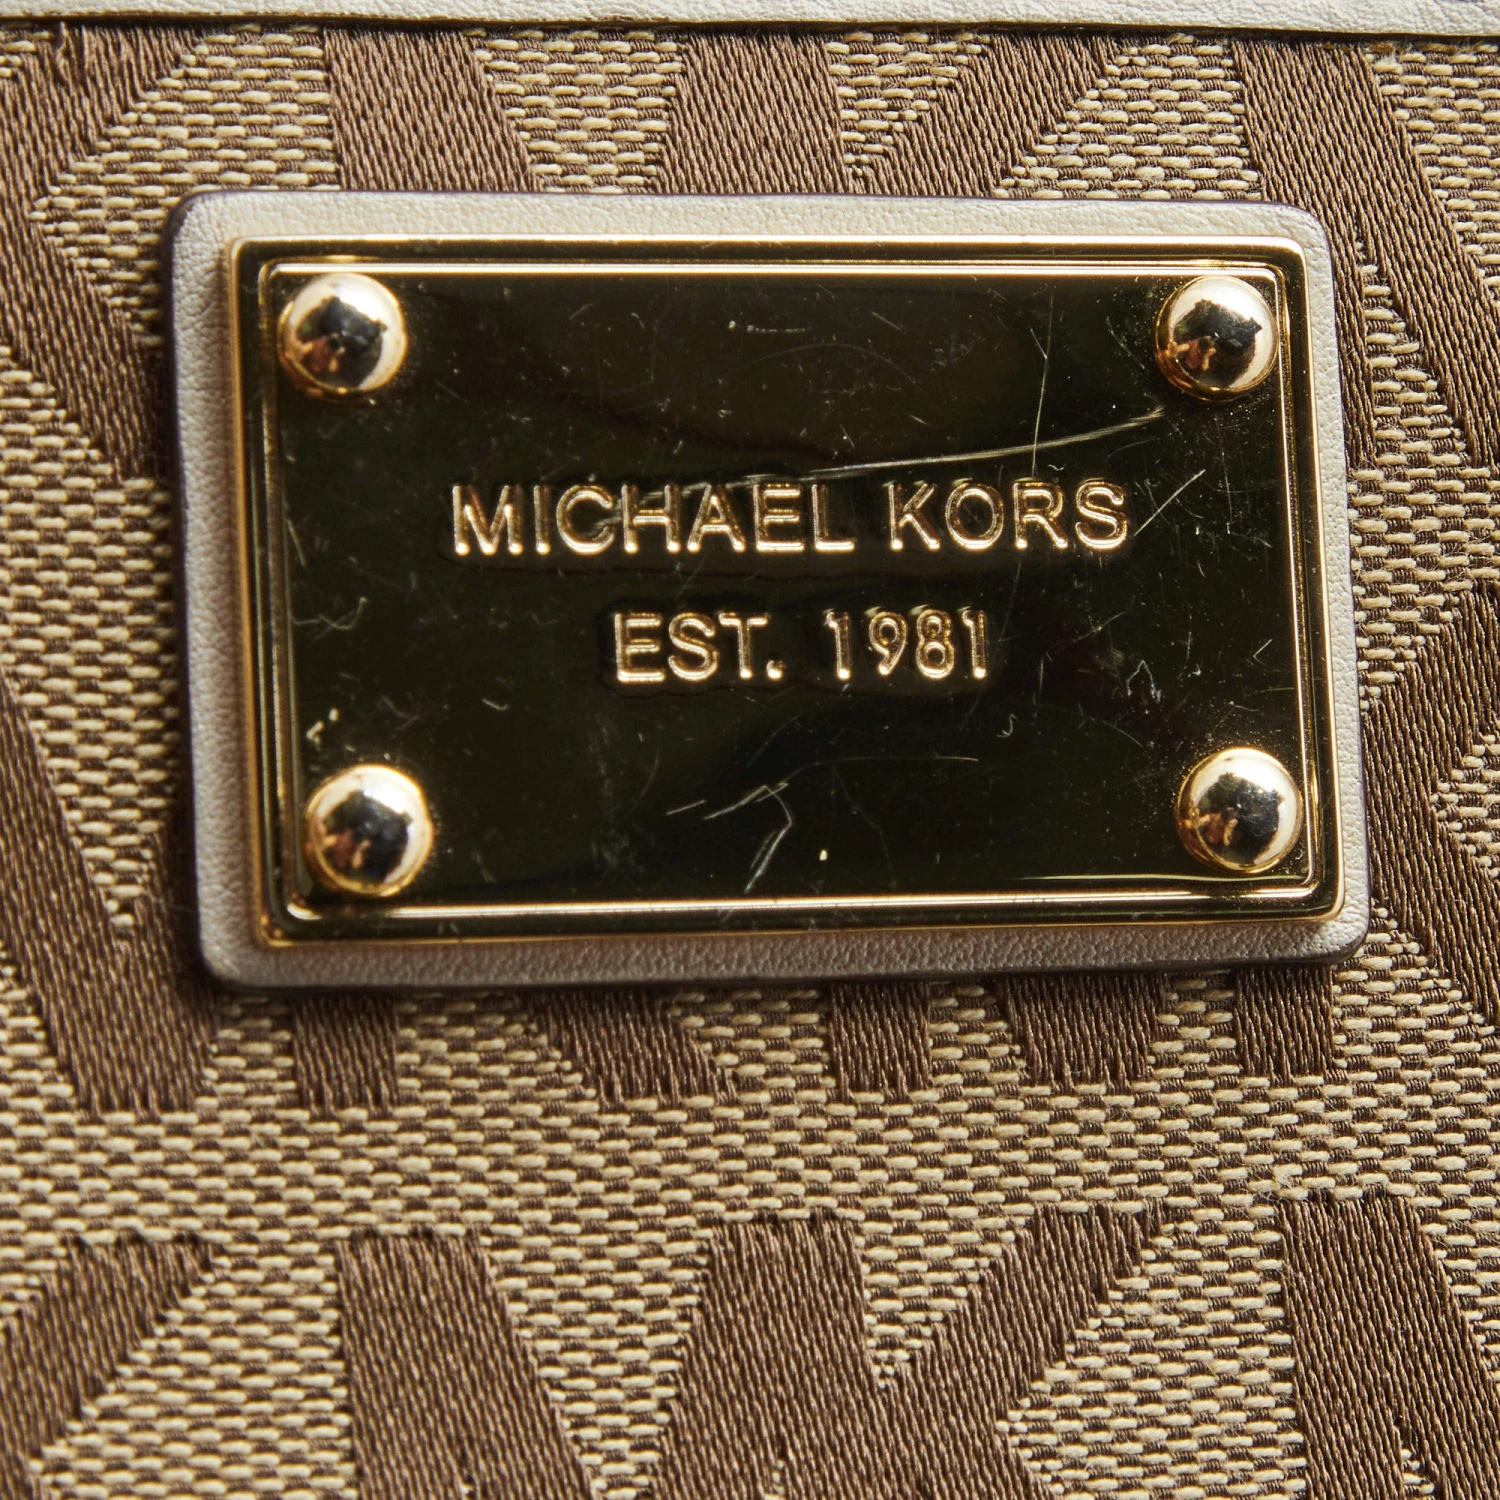 MICHAEL KORS
EST. 1981